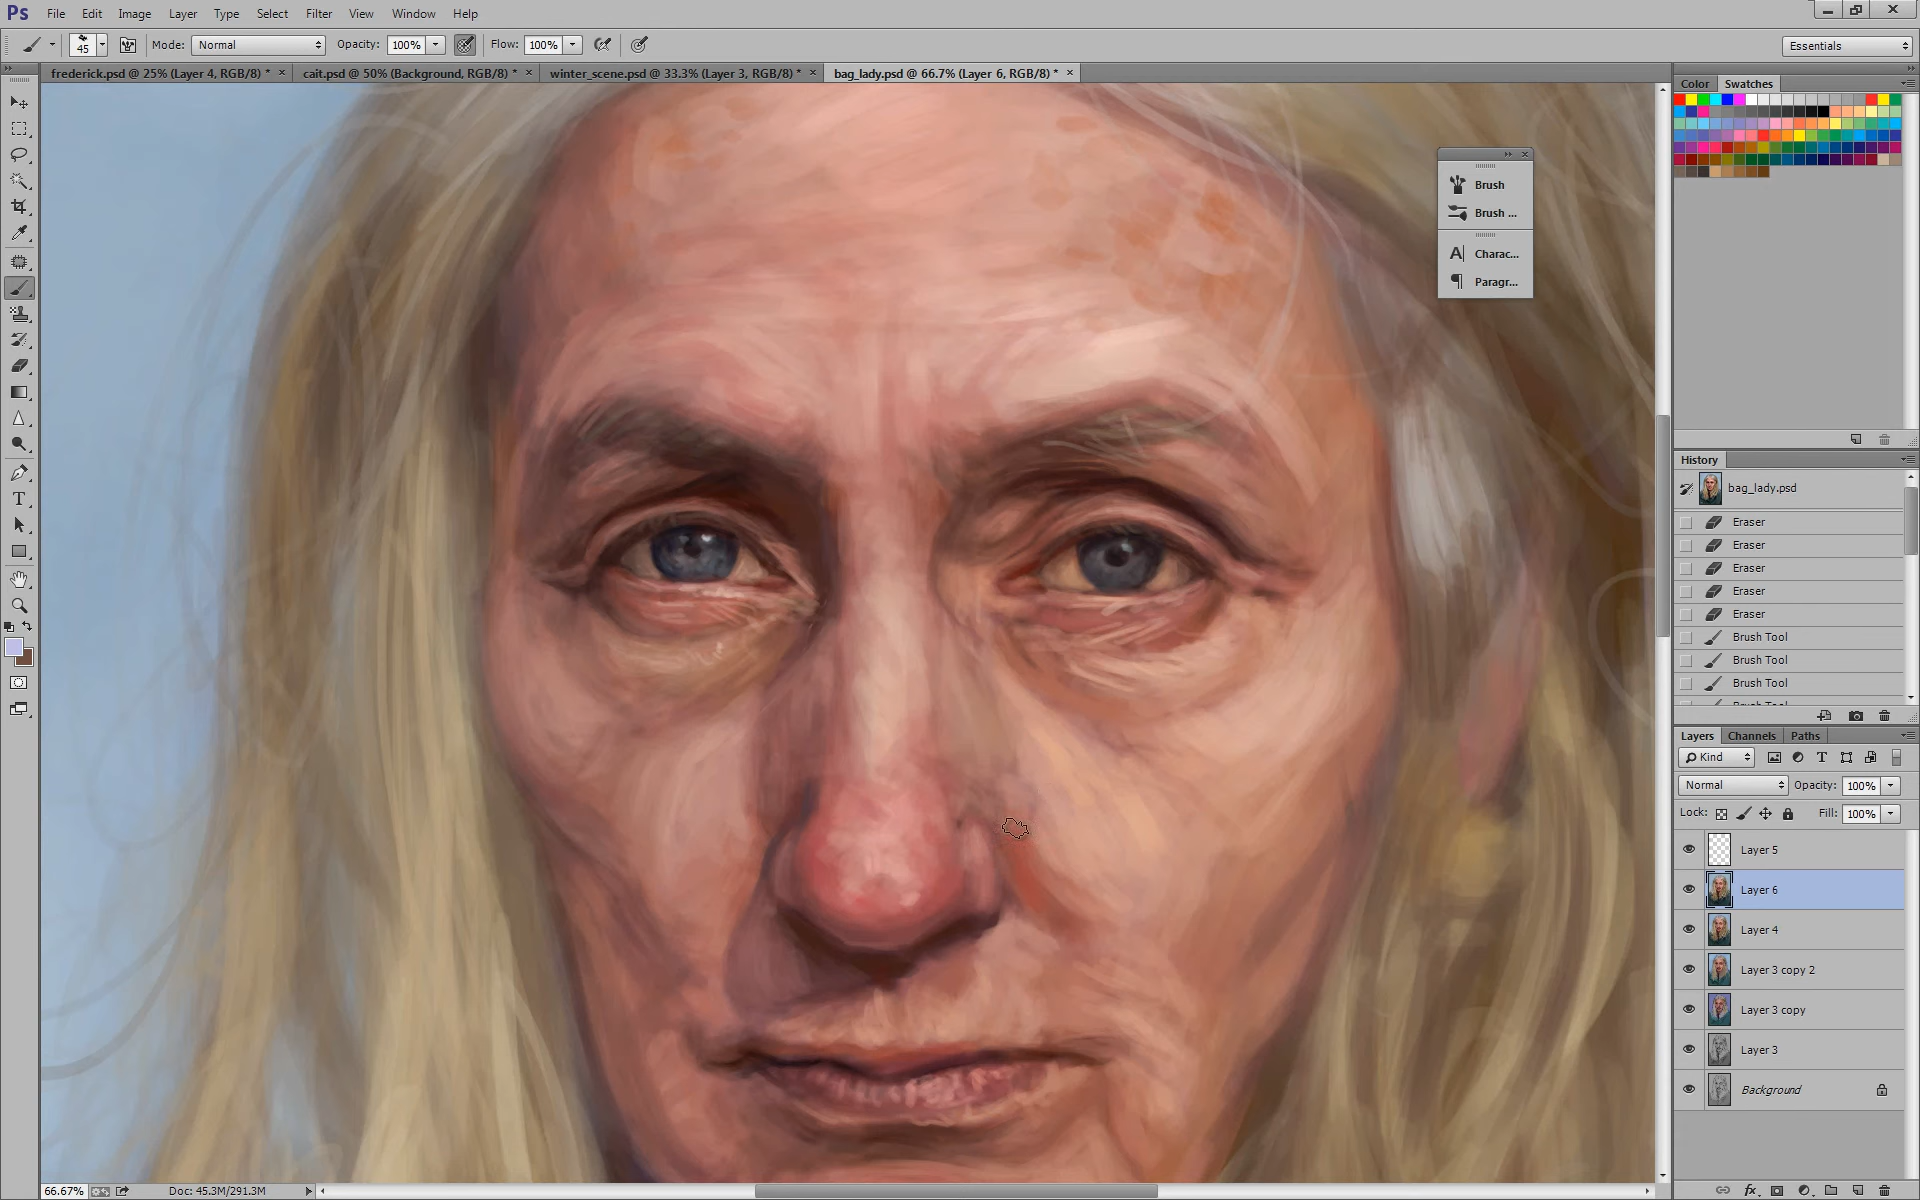 Ps File Edit Image Layer Type Select Filter View Window Help
45 Mode: Normal Opacity: 100% Flow: 100% Essentials
frederick.psd @ 25% (Layer 4, RGB/8) * × cait.psd @ 50% (Background, RGB/8) * × winter_scene.psd @ 33.3% (Layer 3, RGB/8) * × bag_lady.psd @ 66.7% (Layer 6, RGB/8) * ×
Color Swatches
Brush
Brush ...
Charac...
Paragr...
History
bag_lady.psd
Eraser
Eraser
Eraser
Eraser
Eraser
Brush Tool
Brush Tool
Brush Tool
Layers Channels Paths
Kind
Normal Opacity: 100%
Lock: Fill: 100%
Layer 5
Layer 6
Layer 4
Layer 3 copy 2
Layer 3 copy
Layer 3
Background
66.67% Doc: 45.3M/291.3M